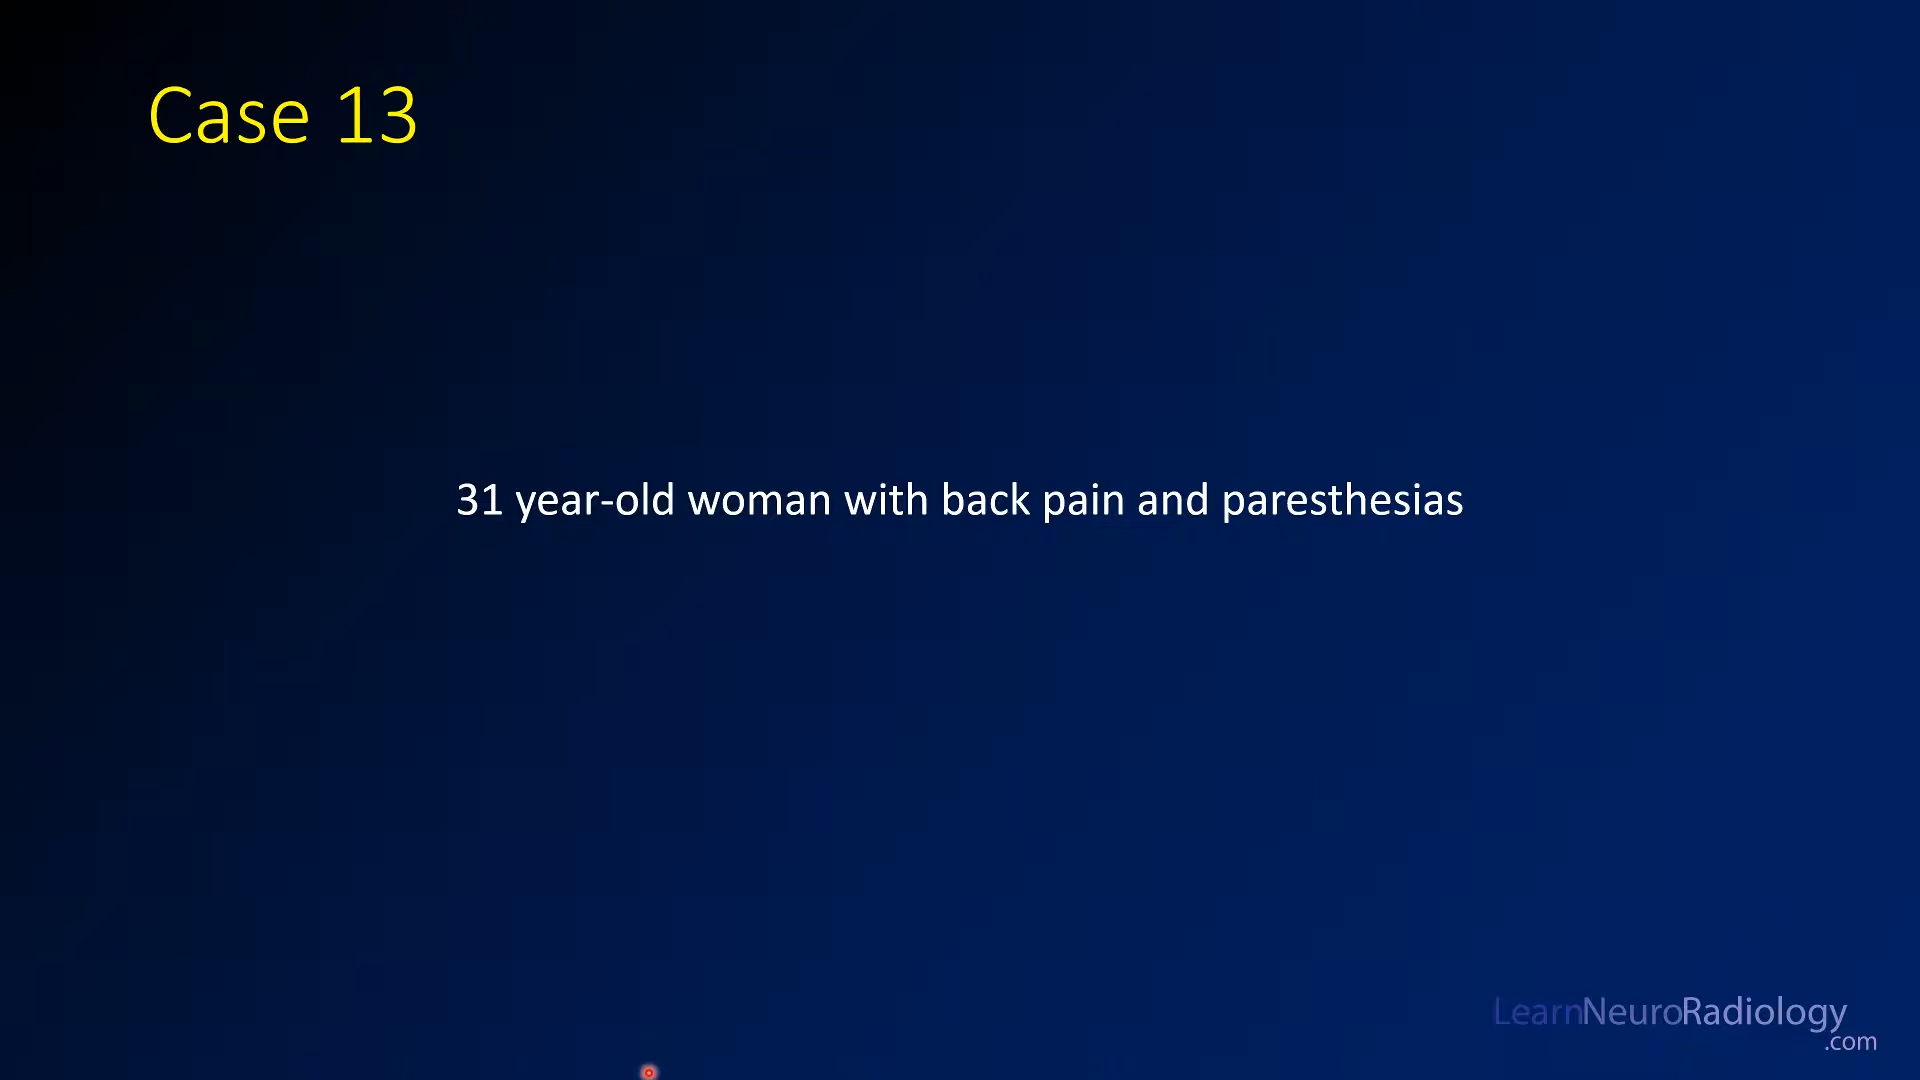 Case 13
31 year-old woman with back pain and paresthesias
LearnNeuroRadiology
.com